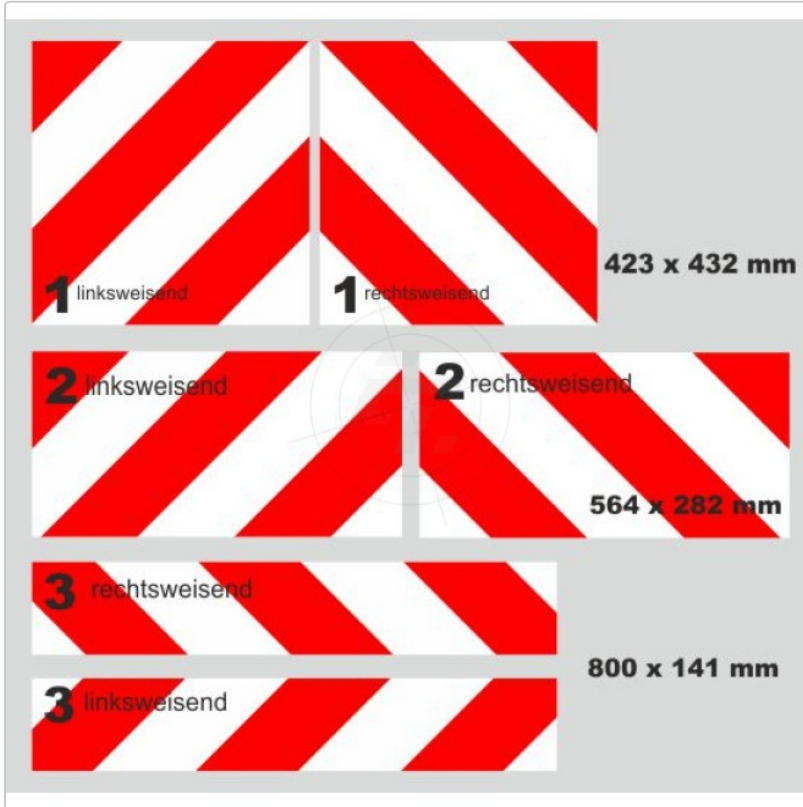 1 linksweisend
1 rechtsweisend
423 x 432 mm
2 linksweisend
2 rechtsweisend
564 x 282 mm
3 rechtsweisend
800 x 141 mm
3 linksweisend